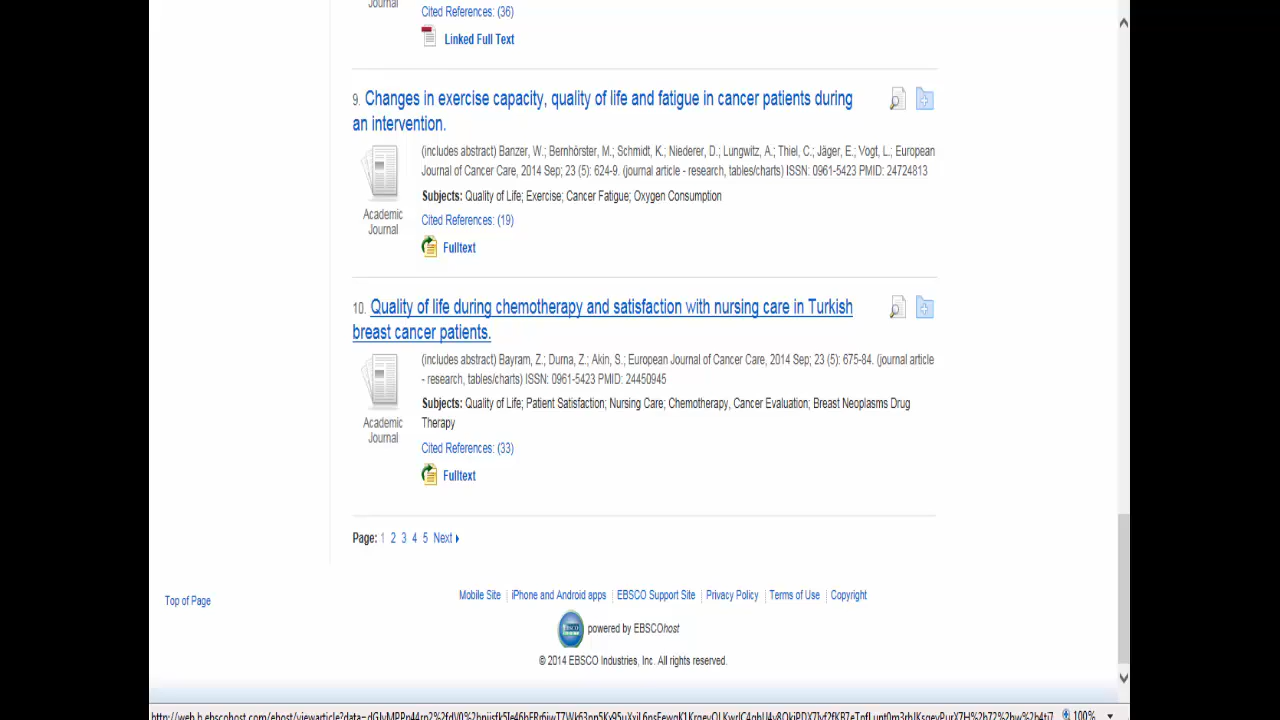 Journal
Cited References: (36)
Linked Full Text
9. Changes in exercise capacity, quality of life and fatigue in cancer patients during
an intervention.
(includes abstract) Banzer, W.; Bernhörster, M.; Schmidt, K.; Niederer, D.; Lungwitz, A.; Thiel, C.; Jäger, E.; Vogt, L.; European
Journal of Cancer Care, 2014 Sep; 23 (5): 624-9. (journal article - research, tables/charts) ISSN: 0961-5423 PMID: 24724813
Subjects: Quality of Life; Exercise; Cancer Fatigue; Oxygen Consumption
Academic
Journal
Cited References: (19)
Fulltext
10. Quality of life during chemotherapy and satisfaction with nursing care in Turkish
breast cancer patients.
(includes abstract) Bayram, Z.; Durna, Z.; Akin, S.; European Journal of Cancer Care, 2014 Sep; 23 (5): 675-84. (journal article
- research, tables/charts) ISSN: 0961-5423 PMID: 24450945
Subjects: Quality of Life; Patient Satisfaction; Nursing Care; Chemotherapy, Cancer Evaluation; Breast Neoplasms Drug
Therapy
Academic
Journal
Cited References: (33)
Fulltext
Page: 1 2 3 4 5 Next
Top of Page
Mobile Site | iPhone and Android apps | EBSCO Support Site | Privacy Policy | Terms of Use | Copyright
powered by EBSCOhost
© 2014 EBSCO Industries, Inc. All rights reserved.
100%